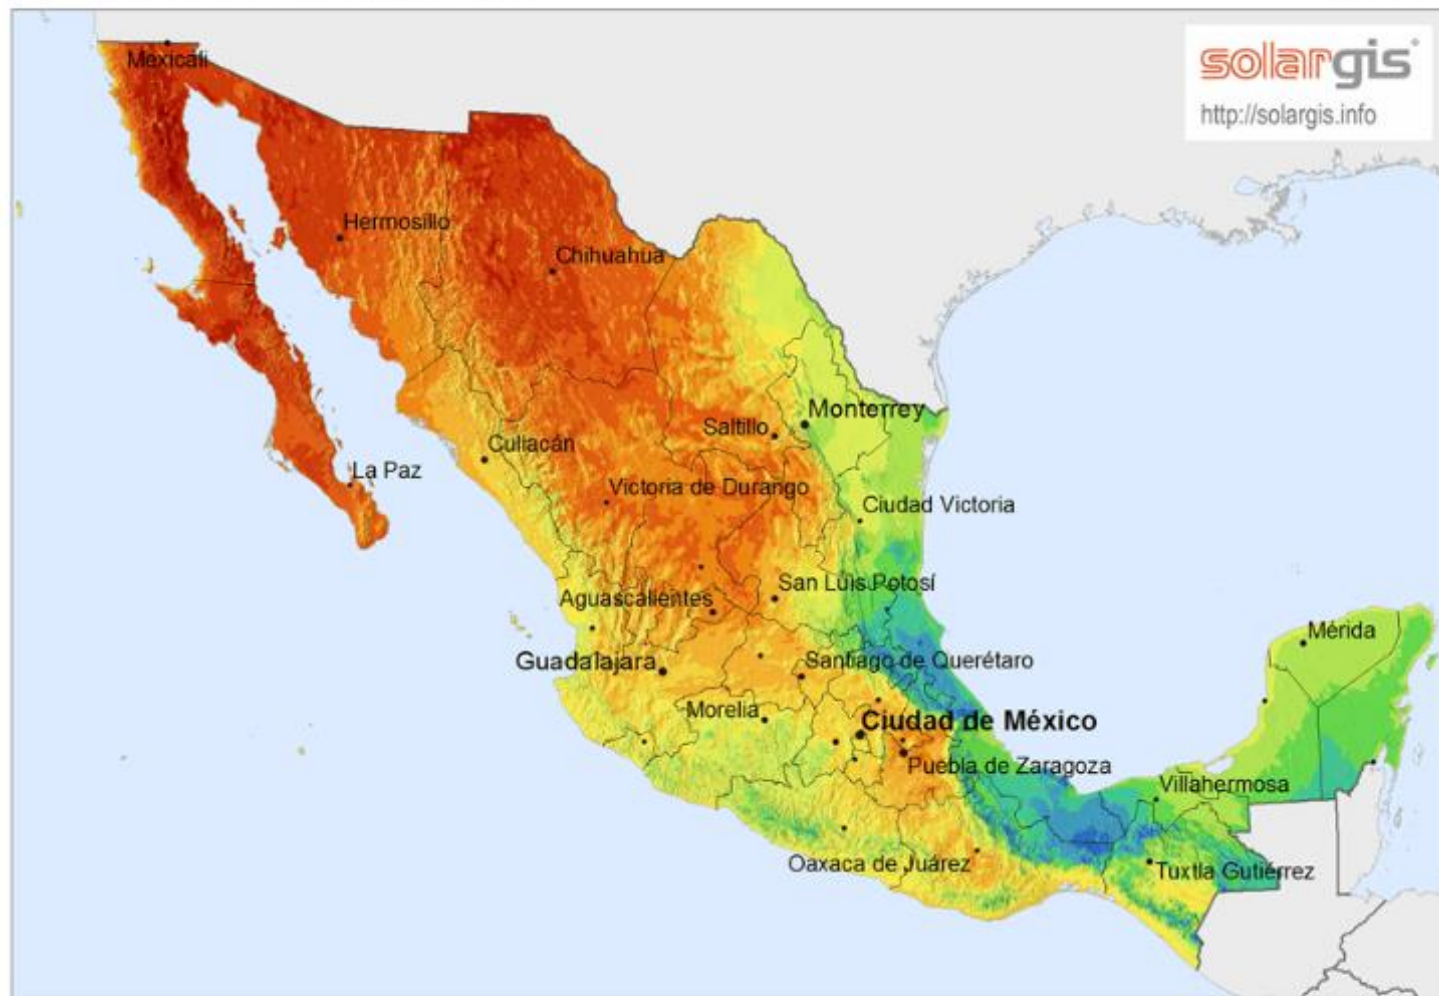 solargis
http://solargis.info
Mexicali
Hermosillo
Chihuahua
Monterrey
Saltillo
Culiacán
La Paz
Victoria de Durango
Ciudad Victoria
San Luis Potosí
Aguascalientes
Mérida
Guadalajara
Santiago de Querétaro
Morelia
Ciudad de México
Puebla de Zaragoza
Villahermosa
Oaxaca de Juárez
Tuxtla Gutiérrez